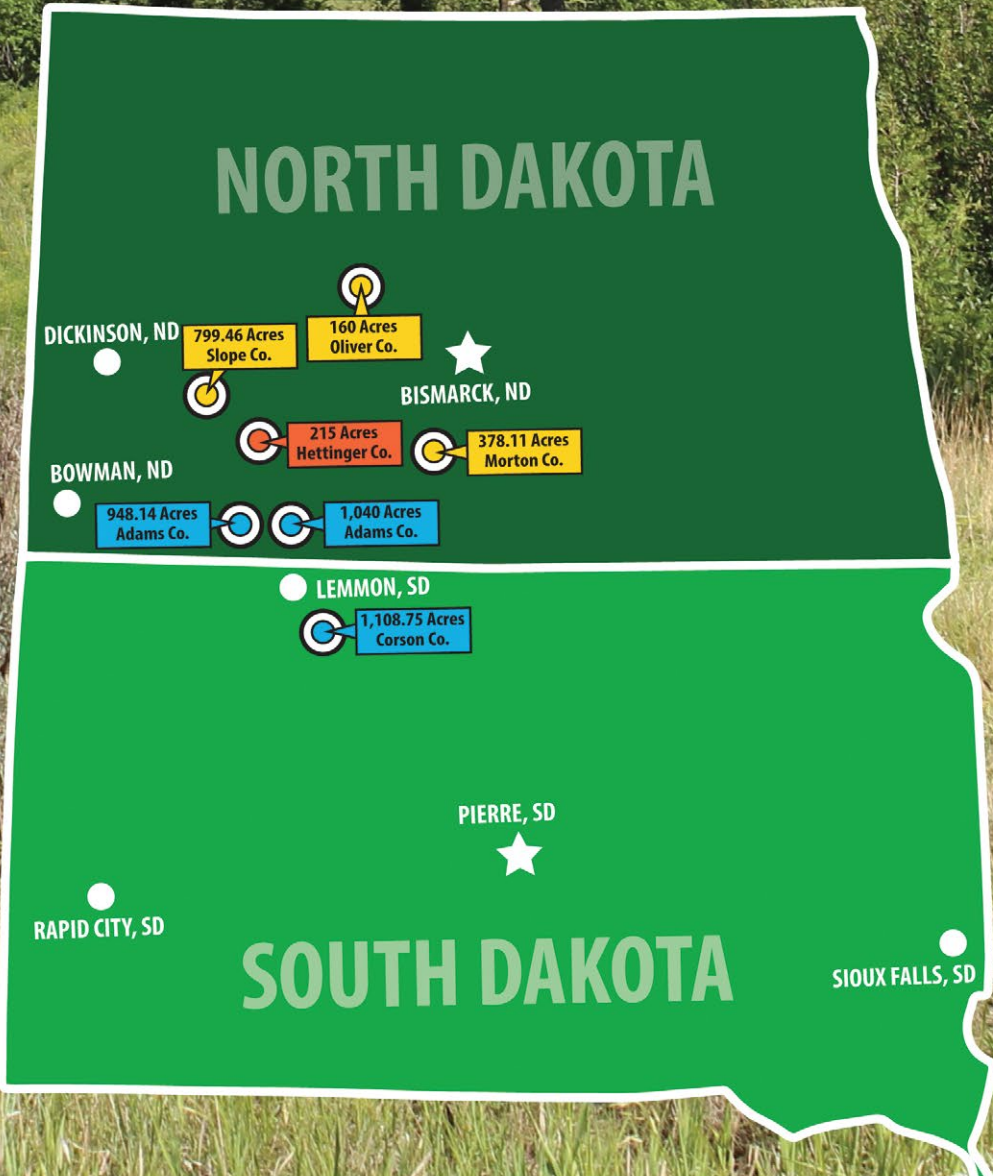 NORTH DAKOTA
DICKINSON, ND
799.46 Acres
Slope Co.
160 Acres
Oliver Co.
BISMARCK, ND
215 Acres
Hettinger Co.
378.11 Acres
Morton Co.
BOWMAN, ND
948.14 Acres
Adams Co.
1,040 Acres
Adams Co.
LEMMON, SD
1,108.75 Acres
Corson Co.
PIERRE, SD
RAPID CITY, SD
SOUTH DAKOTA
SIOUX FALLS, SD